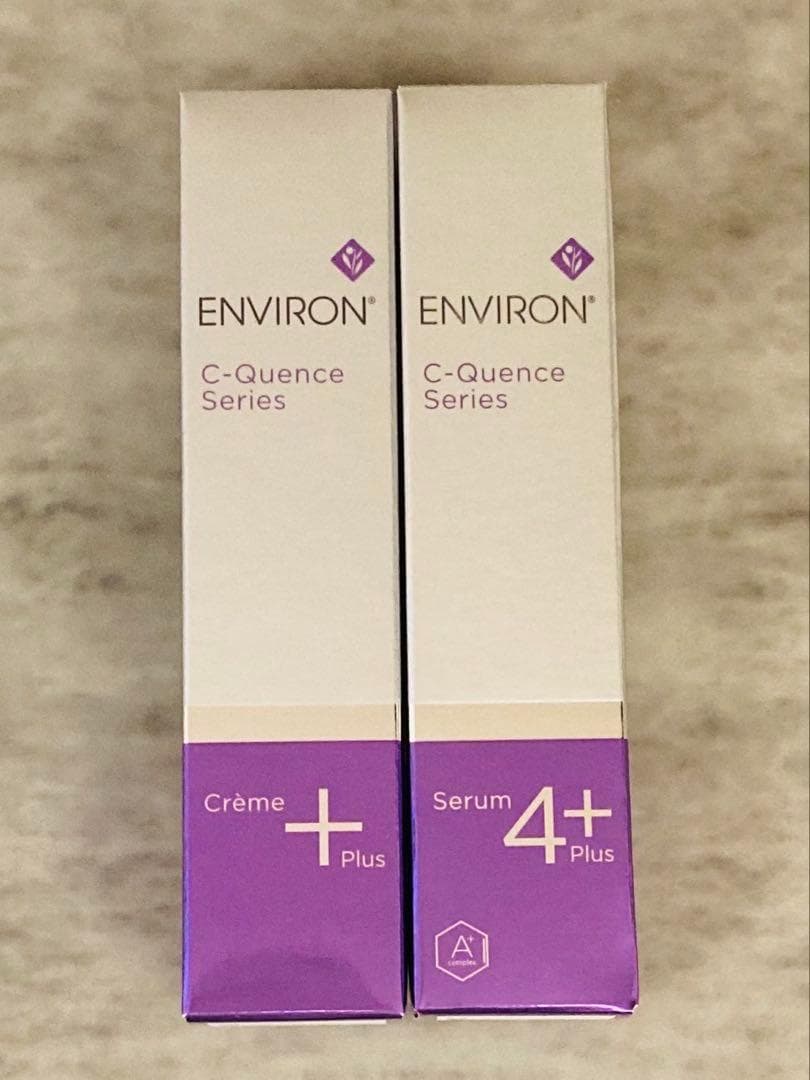 ENVIRON®
C-Quence
Series
Crème + Plus
ENVIRON®
C-Quence
Series
Serum 4+ Plus
A+
complex